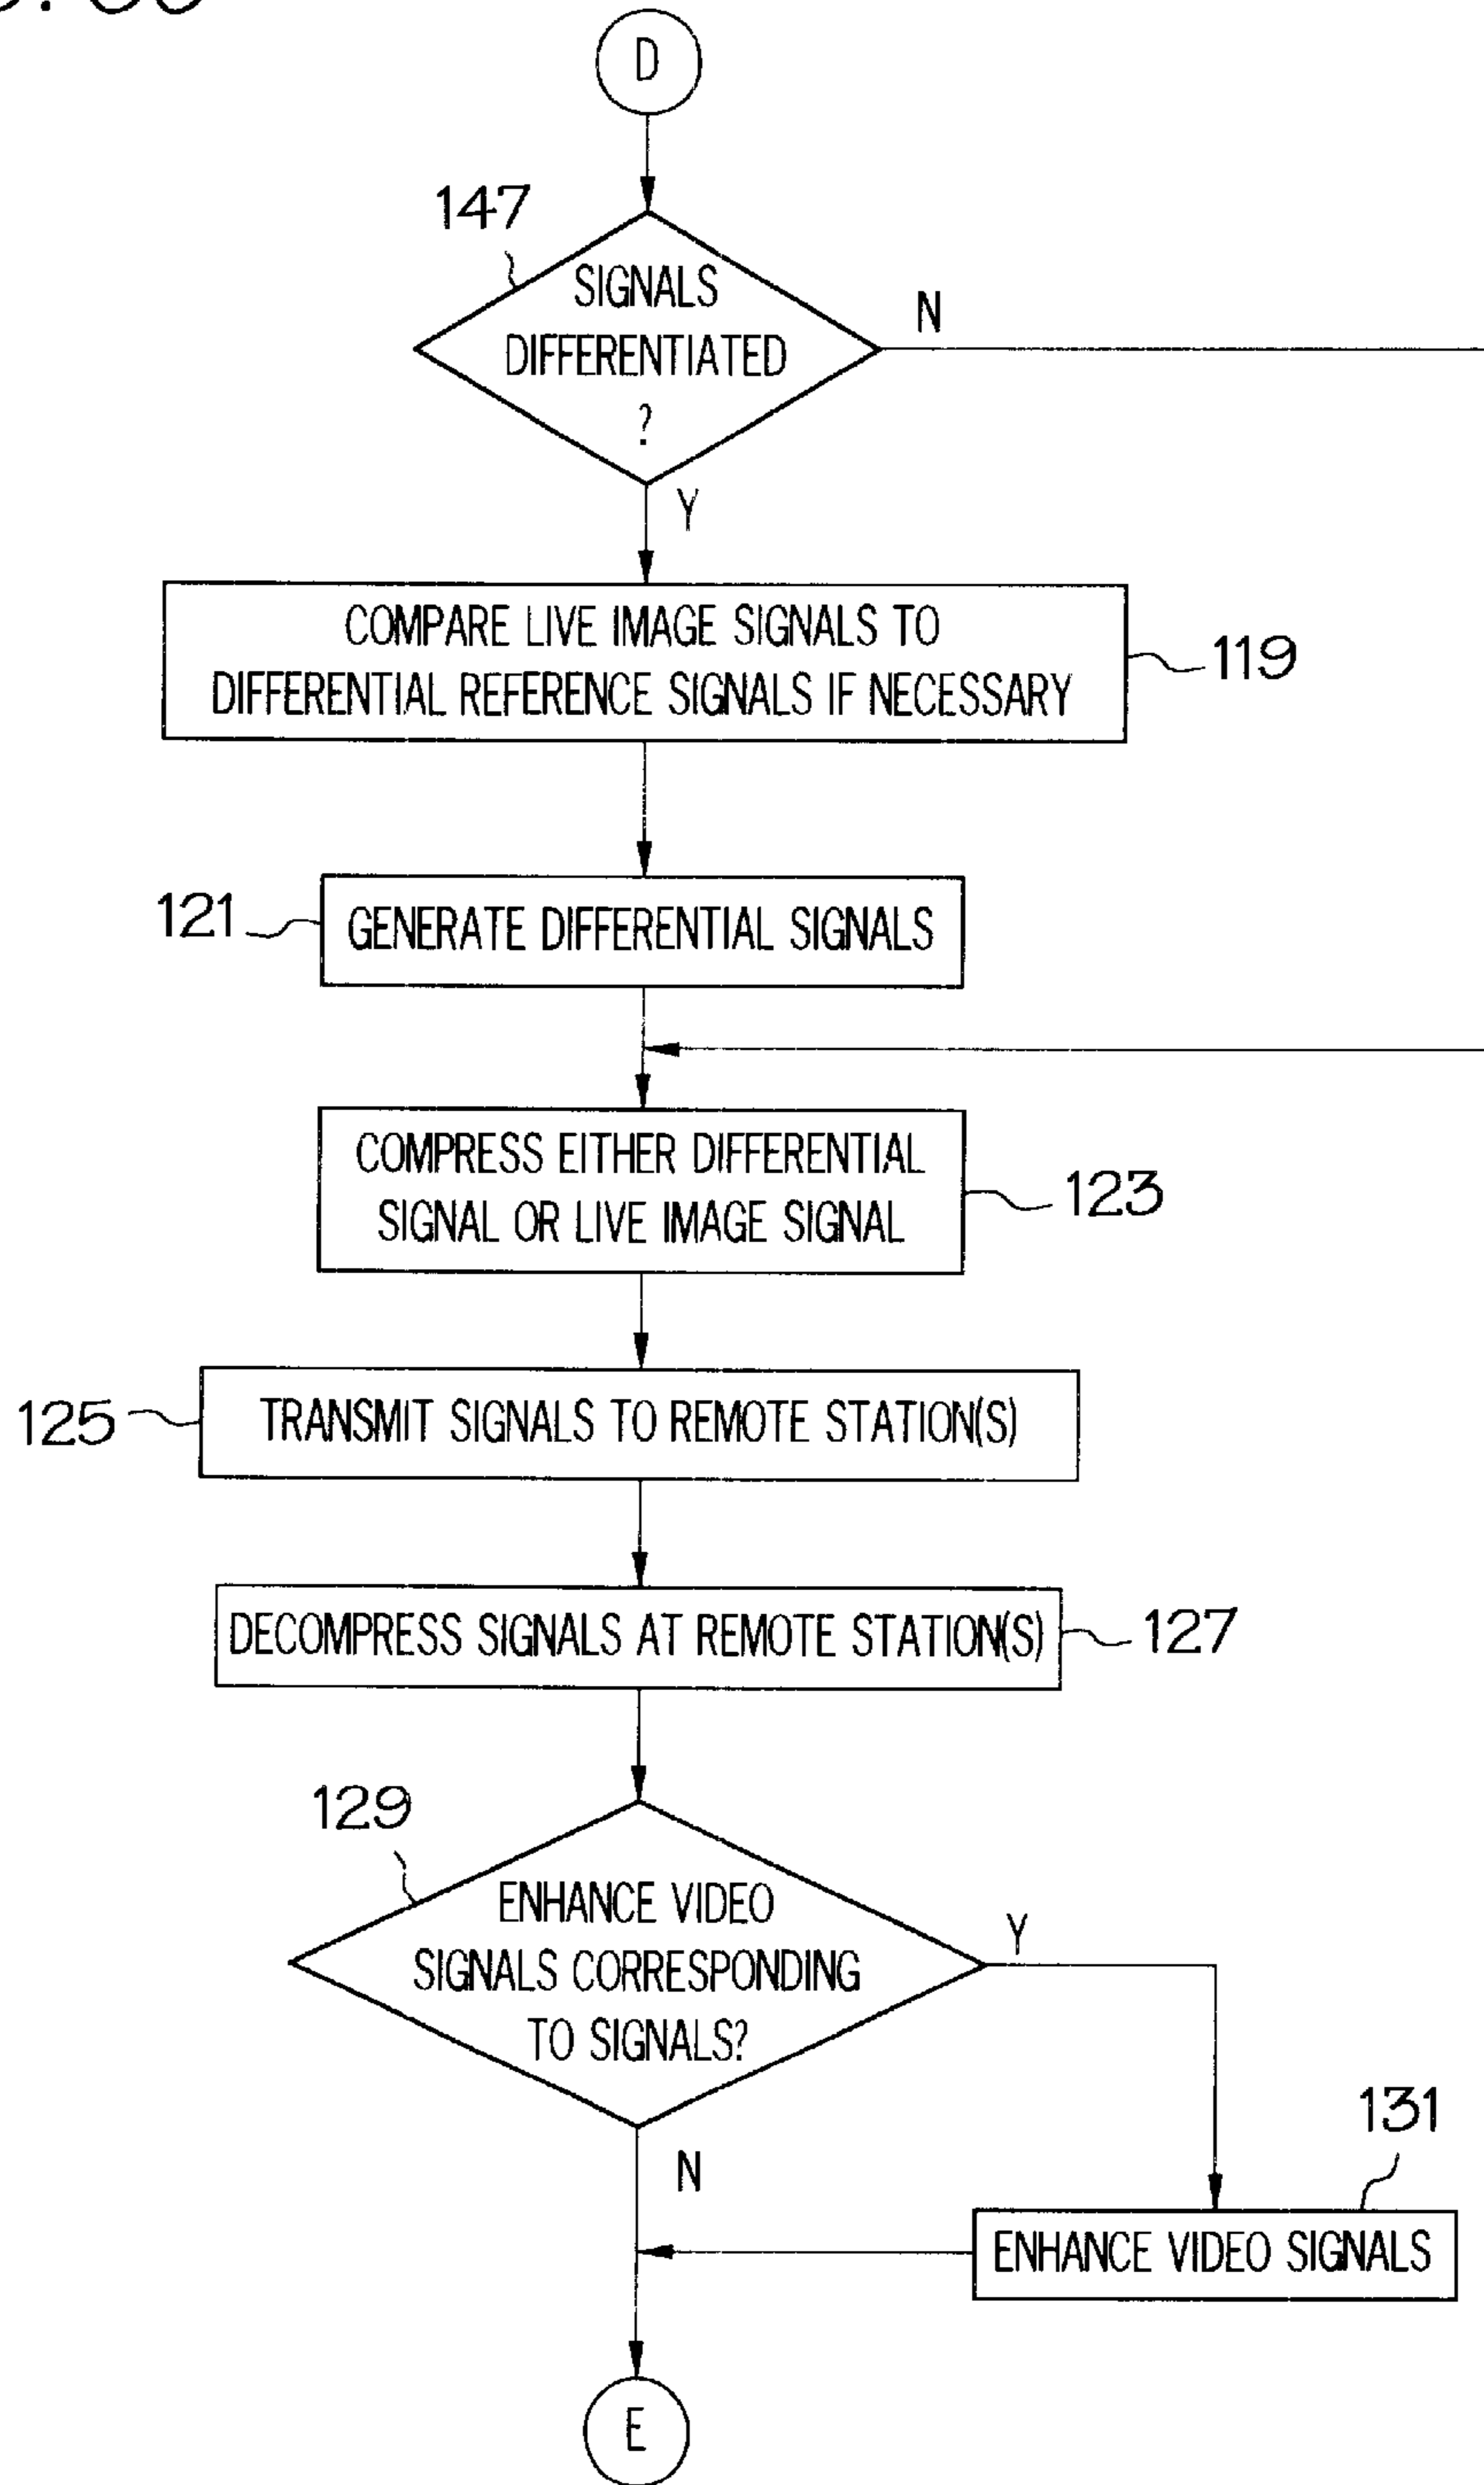 D
147
SIGNALS
DIFFERENTIATED
?
N
Y
COMPARE LIVE IMAGE SIGNALS TO
DIFFERENTIAL REFERENCE SIGNALS IF NECESSARY
119
121
GENERATE DIFFERENTIAL SIGNALS
COMPRESS EITHER DIFFERENTIAL
SIGNAL OR LIVE IMAGE SIGNAL
123
125
TRANSMIT SIGNALS TO REMOTE STATION(S)
DECOMPRESS SIGNALS AT REMOTE STATION(S)
127
129
ENHANCE VIDEO
SIGNALS CORRESPONDING
TO SIGNALS?
Y
N
131
ENHANCE VIDEO SIGNALS
E